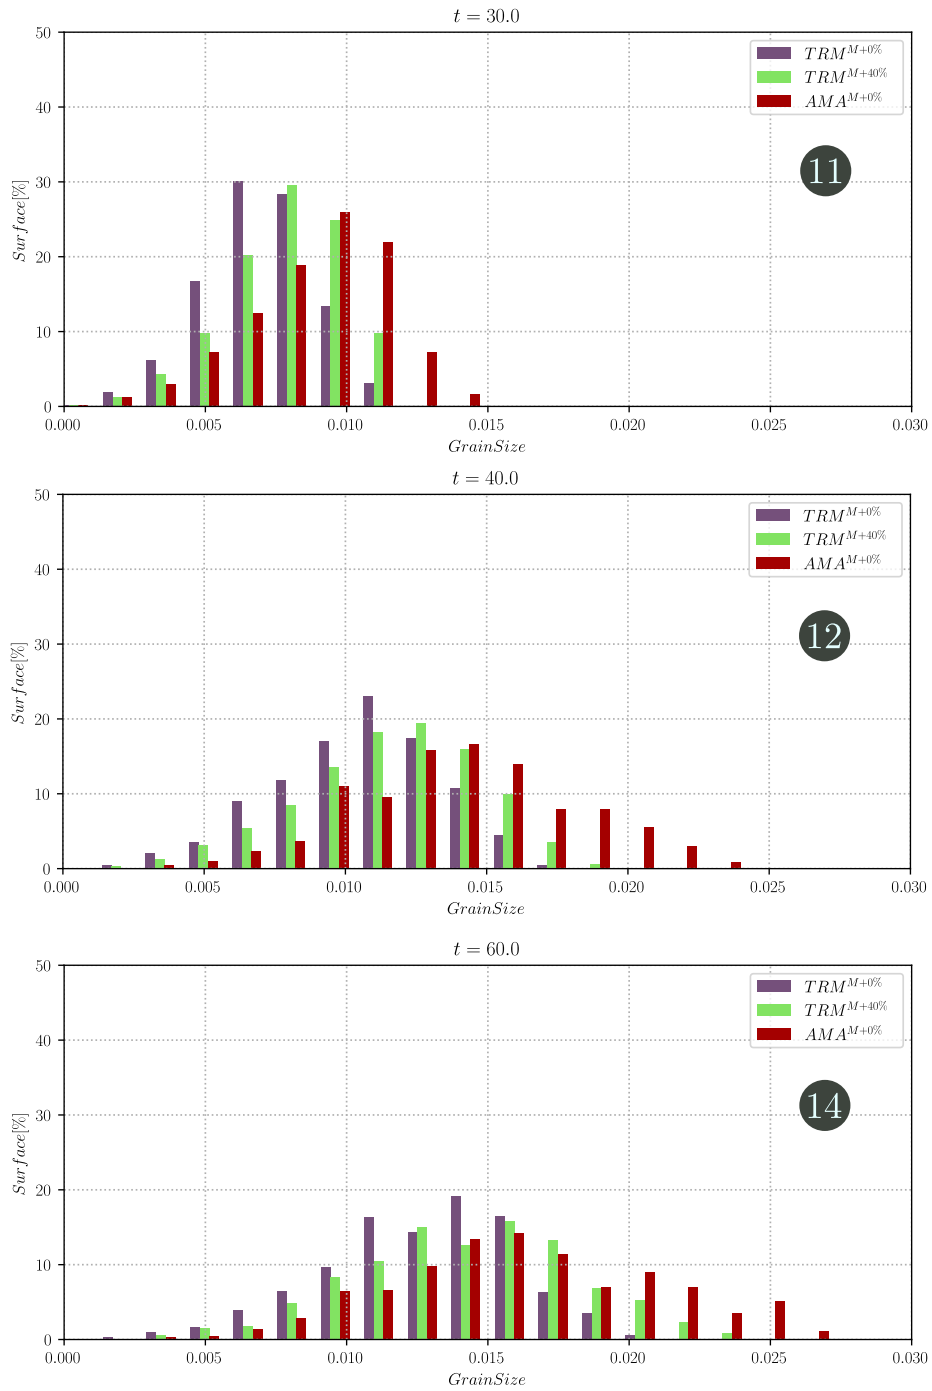 t = 30.0
50
40
30
20
10
0
Surface[%]
TRM^{M+0%}
TRM^{M+40%}
AMA^{M+0%}
11
0.000 0.005 0.010 0.015 0.020 0.025 0.030
GrainSize
t = 40.0
50
40
30
20
10
0
Surface[%]
TRM^{M+0%}
TRM^{M+40%}
AMA^{M+0%}
12
0.000 0.005 0.010 0.015 0.020 0.025 0.030
GrainSize
t = 60.0
50
40
30
20
10
0
Surface[%]
TRM^{M+0%}
TRM^{M+40%}
AMA^{M+0%}
14
0.000 0.005 0.010 0.015 0.020 0.025 0.030
GrainSize